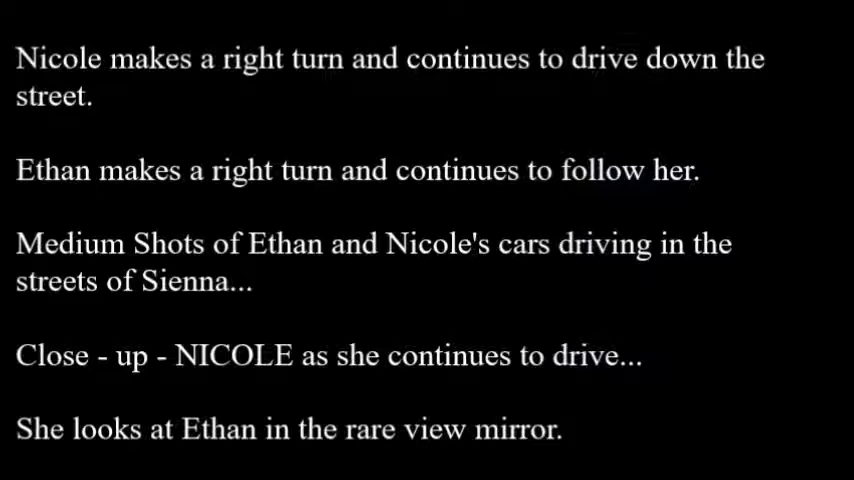 Nicole makes a right turn and continues to drive down the
street.
Ethan makes a right turn and continues to follow her.
Medium Shots of Ethan and Nicole's cars driving in the
streets of Sienna...
Close - up - NICOLE as she continues to drive...
She looks at Ethan in the rare view mirror.